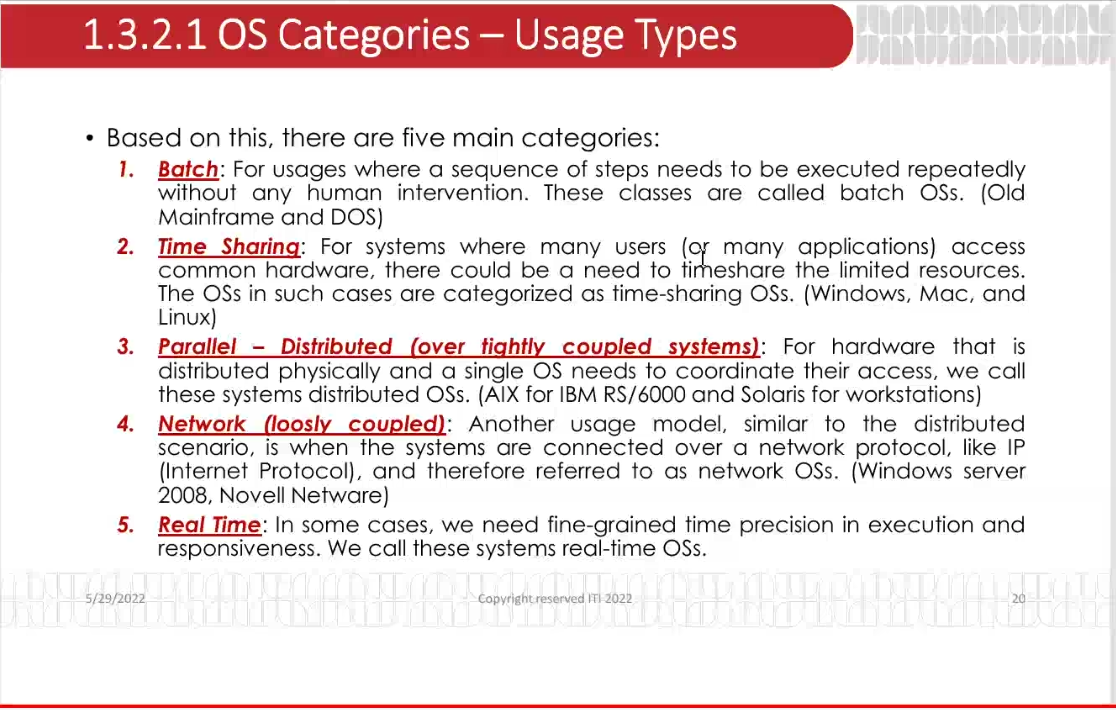 1.3.2.1 OS Categories – Usage Types
• Based on this, there are five main categories:
1. Batch: For usages where a sequence of steps needs to be executed repeatedly
without any human intervention. These classes are called batch OSs. (Old
Mainframe and DOS)
2. Time Sharing: For systems where many users (or many applications) access
common hardware, there could be a need to timeshare the limited resources.
The OSs in such cases are categorized as time-sharing OSs. (Windows, Mac, and
Linux)
3. Parallel – Distributed (over tightly coupled systems): For hardware that is
distributed physically and a single OS needs to coordinate their access, we call
these systems distributed OSs. (AIX for IBM RS/6000 and Solaris for workstations)
4. Network (loosly coupled): Another usage model, similar to the distributed
scenario, is when the systems are connected over a network protocol, like IP
(Internet Protocol), and therefore referred to as network OSs. (Windows server
2008, Novell Netware)
5. Real Time: In some cases, we need fine-grained time precision in execution and
responsiveness. We call these systems real-time OSs.
5/29/2022 Copyright reserved ITI 2022 20